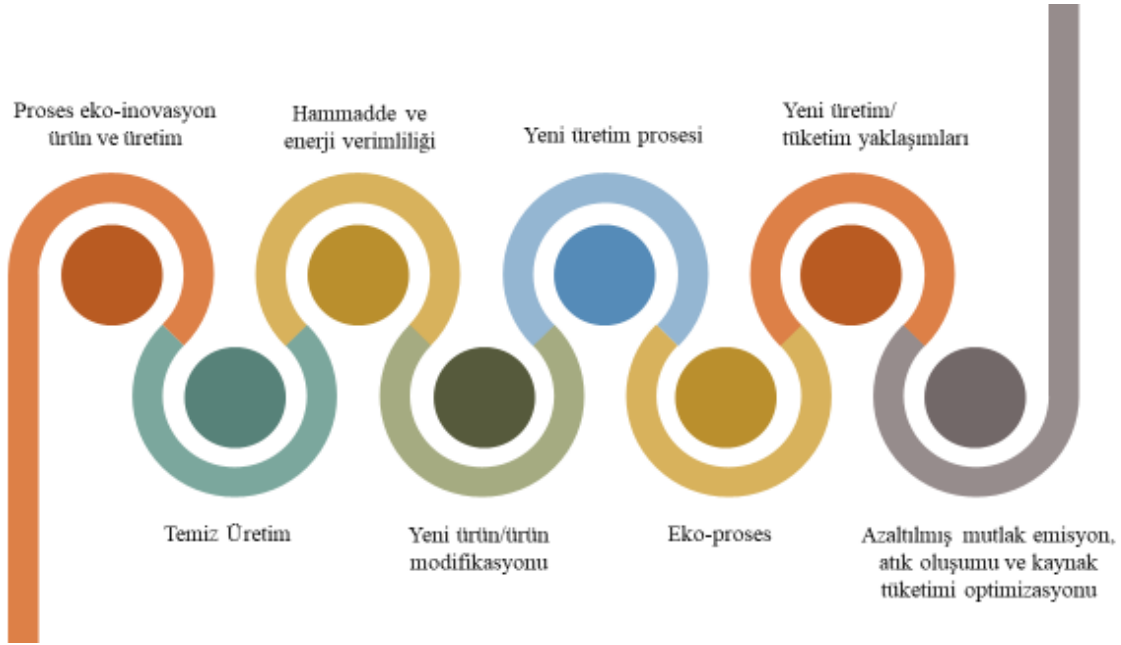 Proses eko-inovasyon
ürün ve üretim
Hammadde ve
enerji verimliliği
Yeni üretim prosesi
Yeni üretim/
tüketim yaklaşımları
Temiz Üretim
Yeni ürün/ürün
modifikasyonu
Eko-proses
Azaltılmış mutlak emisyon,
atık oluşumu ve kaynak
tüketimi optimizasyonu